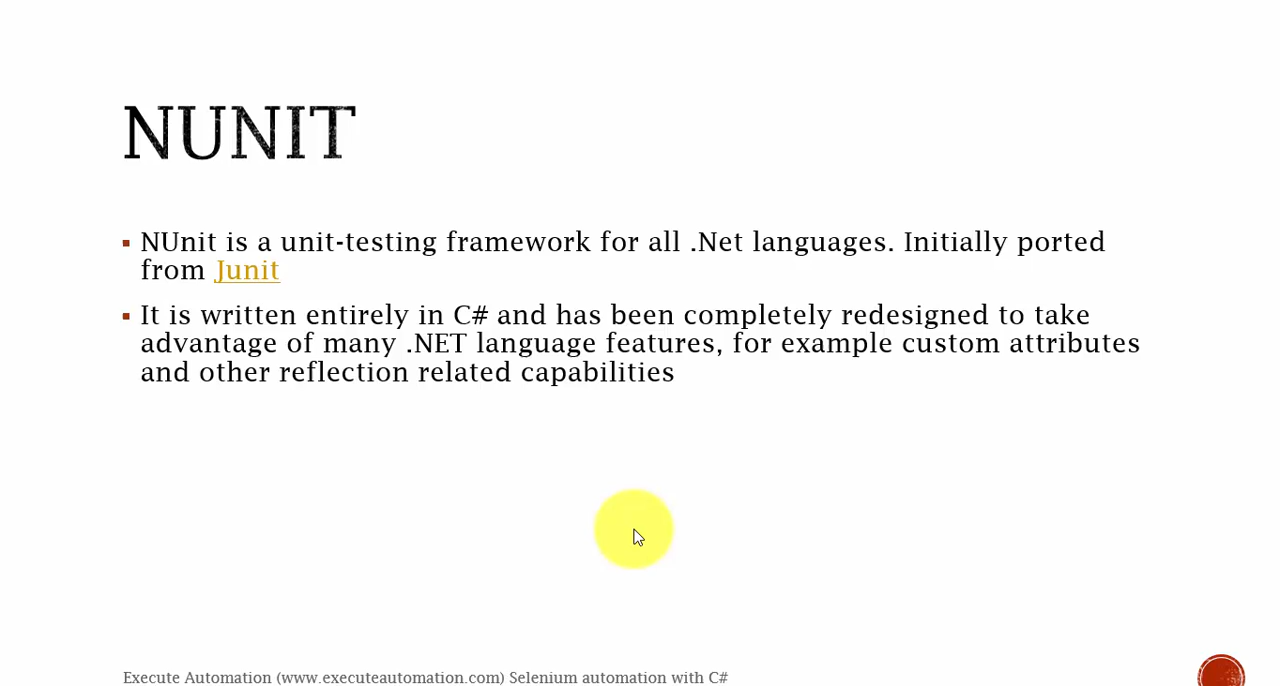 NUNIT
NUnit is a unit-testing framework for all .Net languages. Initially ported
from Junit
It is written entirely in C# and has been completely redesigned to take
advantage of many .NET language features, for example custom attributes
and other reflection related capabilities
Execute Automation (www.executeautomation.com) Selenium automation with C#